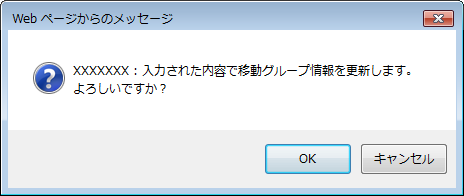 Web ページからのメッセージ
XXXXXXX : 入力された内容で移動グループ情報を更新します。
よろしいですか？
OK
キャンセル